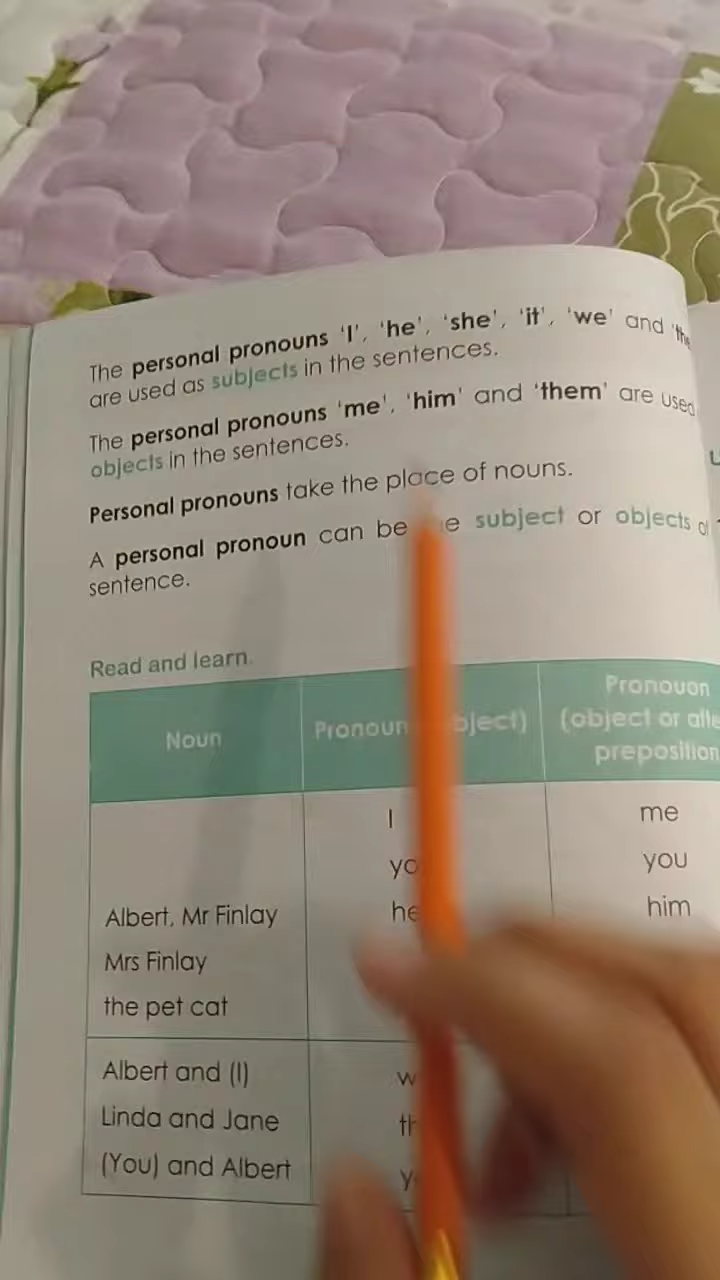 The personal pronouns 'I', 'he', 'she', 'it', 'we' and
are used as subjects in the sentences.
The personal pronouns 'me', 'him' and 'them' are used
objects in the sentences.
Personal pronouns take the place of nouns.
A personal pronoun can be subject or objects
sentence.
Read and learn.
Noun
Pronoun
Pronouon
(object or
preposition
I
me
you
Albert, Mr Finlay
he
him
Mrs Finlay
the pet cat
Albert and (I)
Linda and Jane
(You) and Albert